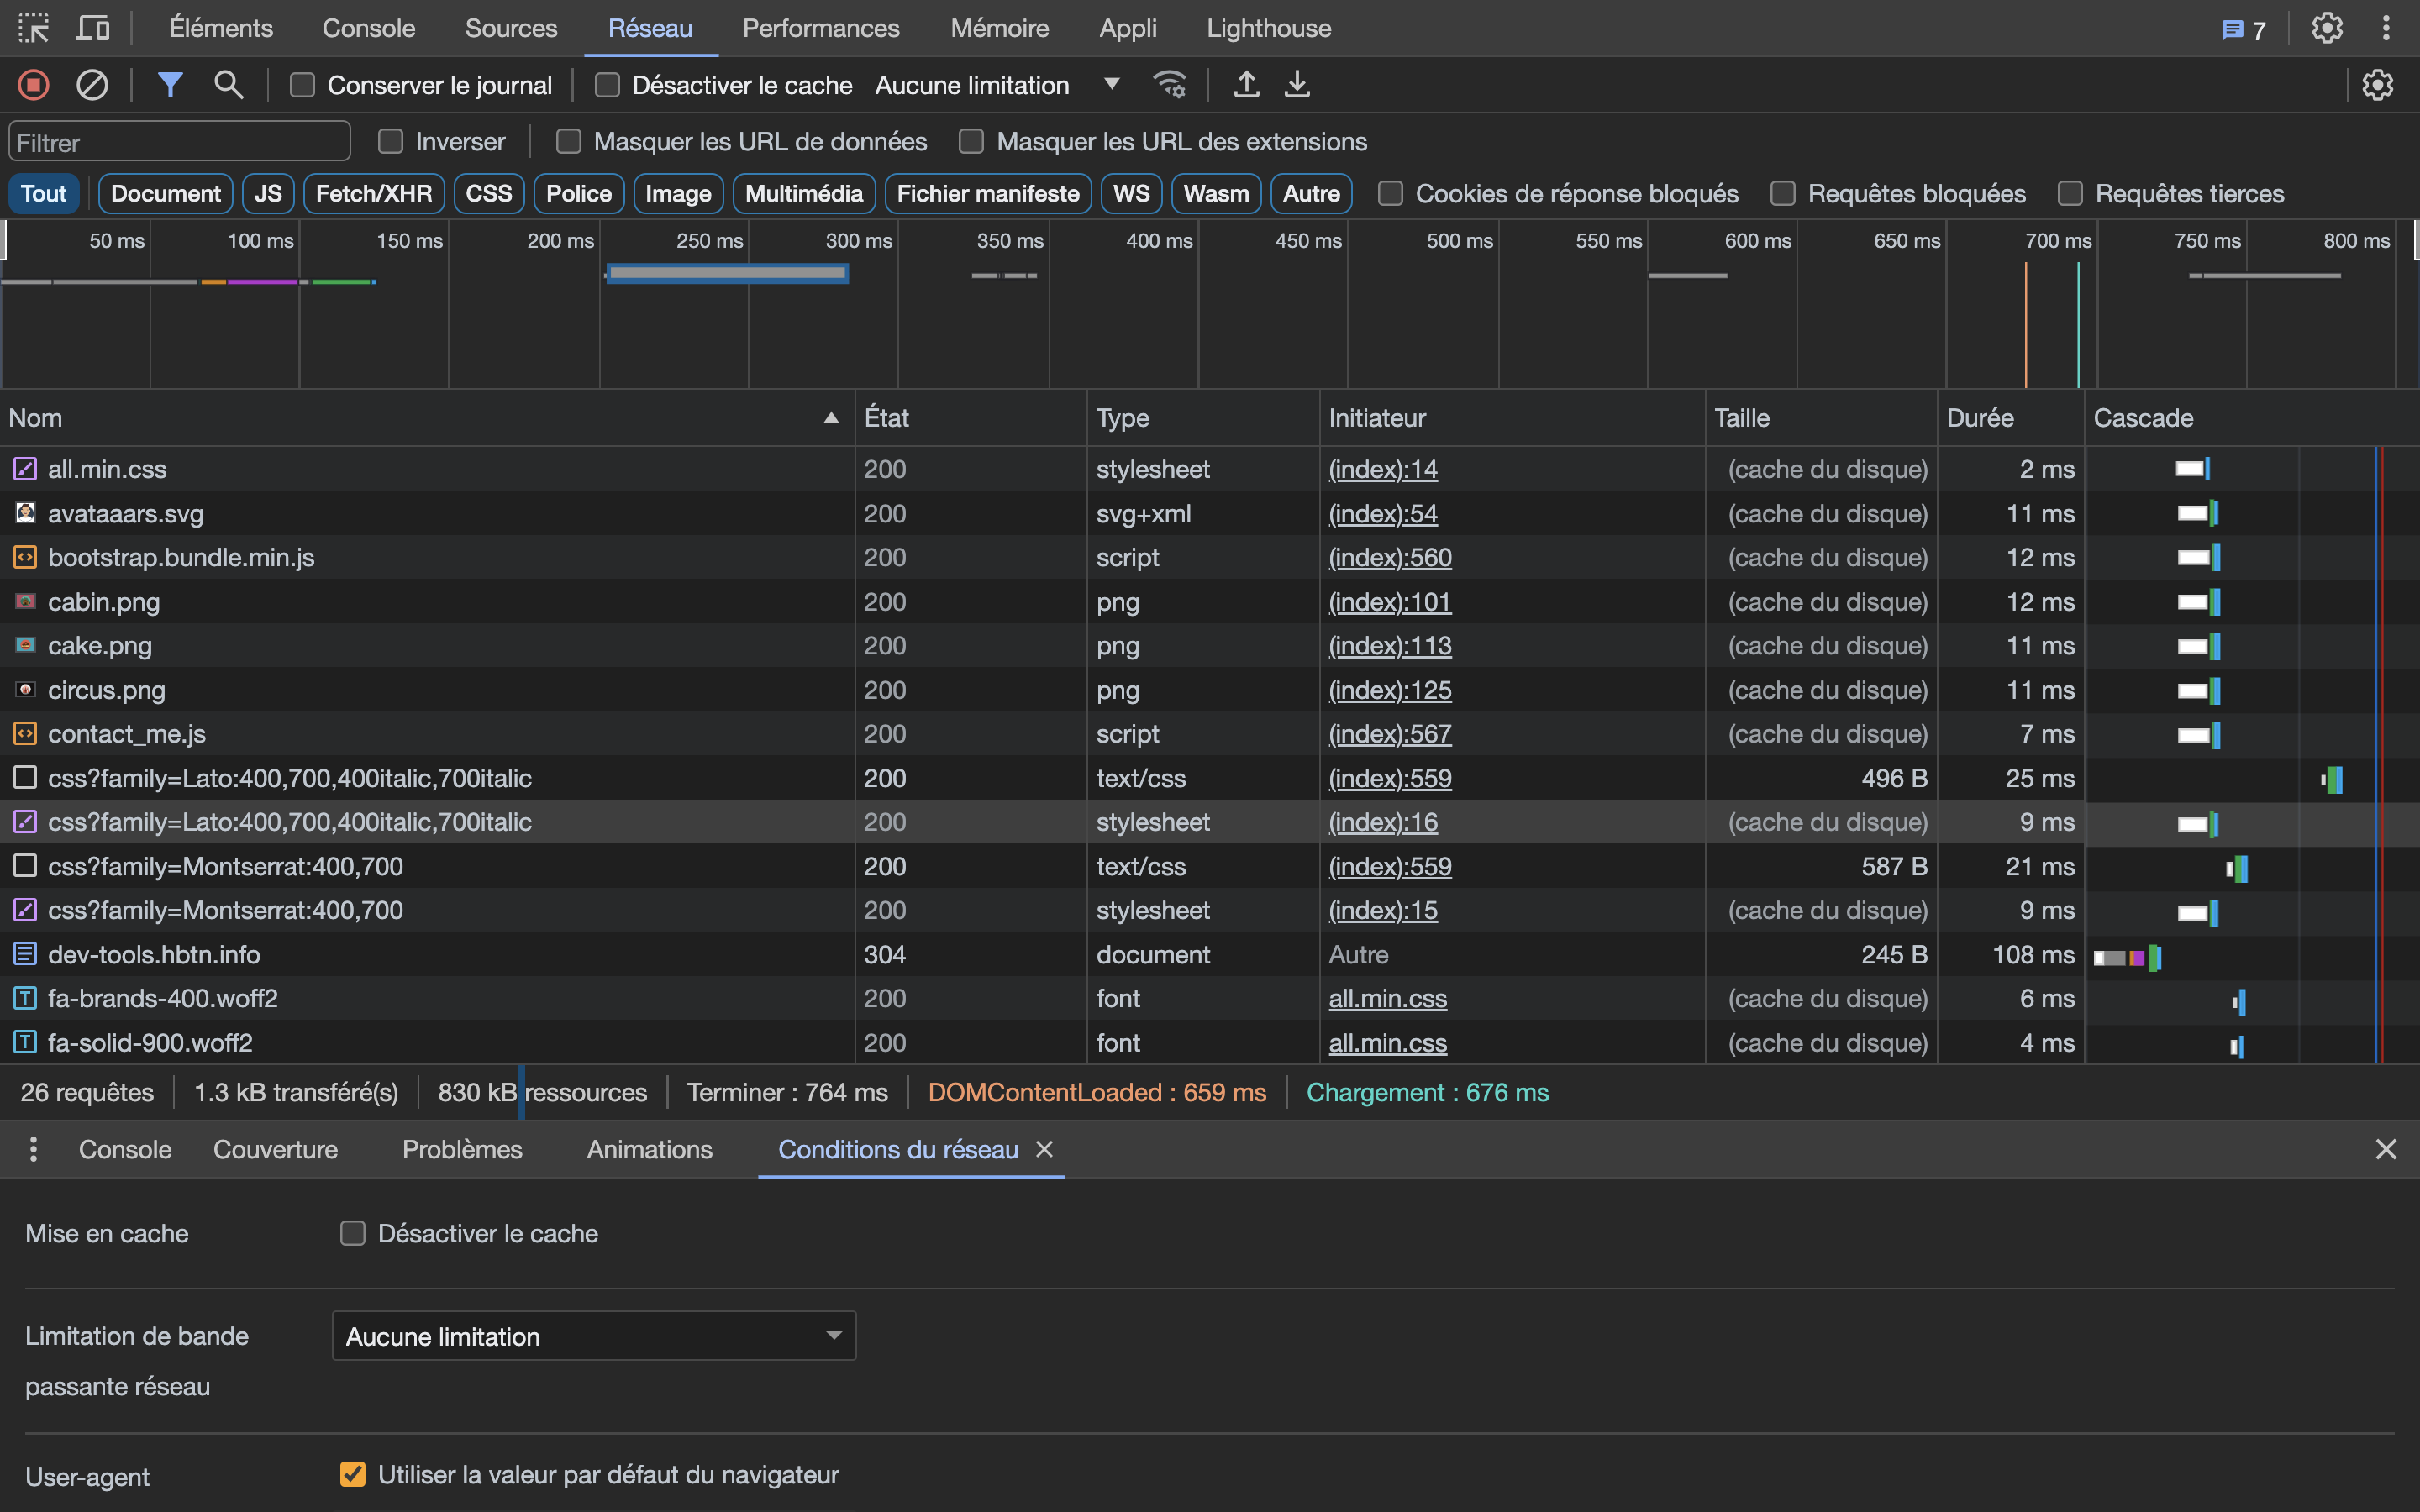 Éléments Console Sources Réseau Performances Mémoire Appli Lighthouse 7
Conserver le journal Désactiver le cache Aucune limitation
Filtrer Inverser Masquer les URL de données Masquer les URL des extensions
Tout Document JS Fetch/XHR CSS Police Image Multimédia Fichier manifeste WS Wasm Autre Cookies de réponse bloqués Requêtes bloquées Requêtes tierces
50 ms 100 ms 150 ms 200 ms 250 ms 300 ms 350 ms 400 ms 450 ms 500 ms 550 ms 600 ms 650 ms 700 ms 750 ms 800 ms
Nom État Type Initiateur Taille Durée Cascade
all.min.css 200 stylesheet (index):14 (cache du disque) 2 ms
avataaars.svg 200 svg+xml (index):54 (cache du disque) 11 ms
bootstrap.bundle.min.js 200 script (index):560 (cache du disque) 12 ms
cabin.png 200 png (index):101 (cache du disque) 12 ms
cake.png 200 png (index):113 (cache du disque) 11 ms
circus.png 200 png (index):125 (cache du disque) 11 ms
contact_me.js 200 script (index):567 (cache du disque) 7 ms
css?family=Lato:400,700,400italic,700italic 200 text/css (index):559 496 B 25 ms
css?family=Lato:400,700,400italic,700italic 200 stylesheet (index):16 (cache du disque) 9 ms
css?family=Montserrat:400,700 200 text/css (index):559 587 B 21 ms
css?family=Montserrat:400,700 200 stylesheet (index):15 (cache du disque) 9 ms
dev-tools.hbtn.info 304 document Autre 245 B 108 ms
fa-brands-400.woff2 200 font all.min.css (cache du disque) 6 ms
fa-solid-900.woff2 200 font all.min.css (cache du disque) 4 ms
26 requêtes 1.3 kB transféré(s) 830 kB ressources Terminer : 764 ms DOMContentLoaded : 659 ms Chargement : 676 ms
Console Couverture Problèmes Animations Conditions du réseau
Mise en cache Désactiver le cache
Limitation de bande Aucune limitation
passante réseau
User-agent Utiliser la valeur par défaut du navigateur